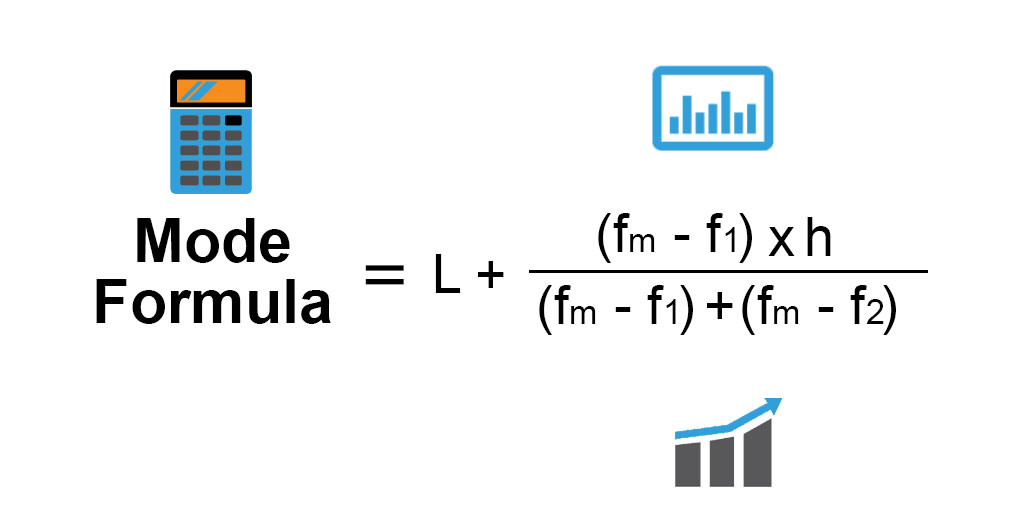 Mode
Formula
= L + (fm - f1) x h
(fm - f1) + (fm - f2)